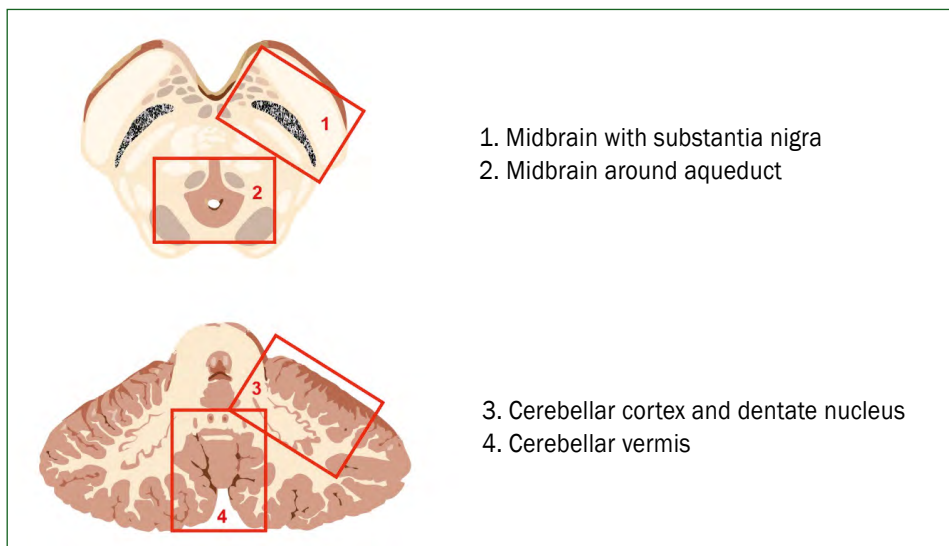 1
2
1. Midbrain with substantia nigra
2. Midbrain around aqueduct
3
4
3. Cerebellar cortex and dentate nucleus
4. Cerebellar vermis